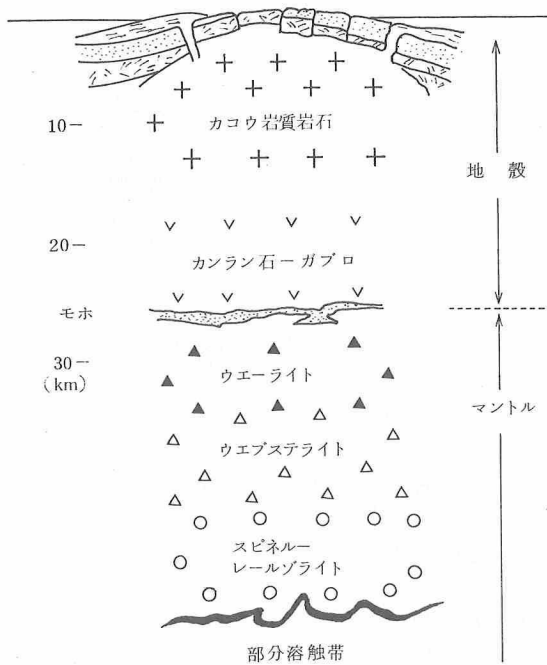 10－
カコウ岩質岩石
地殻
20－
カンラン石－ガブロ
モホ
30－
(km)
ウエーライト
マントル
ウエブステライト
スピネルー
レールゾライト
部分溶触帯